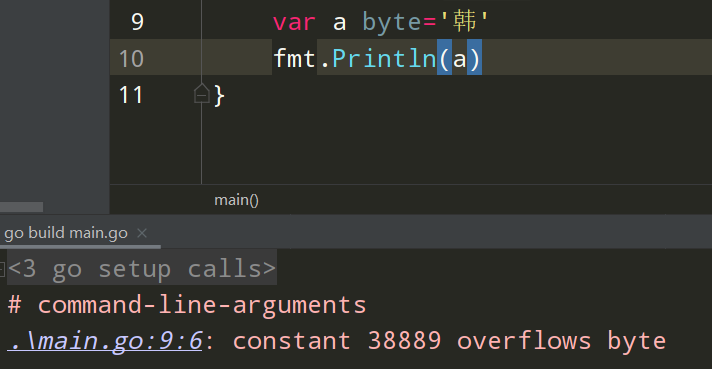 9 var a byte='韩'
10 fmt.Println(a)
11 }
main()
go build main.go ×
<3 go setup calls>
# command-line-arguments
.\main.go:9:6: constant 38889 overflows byte